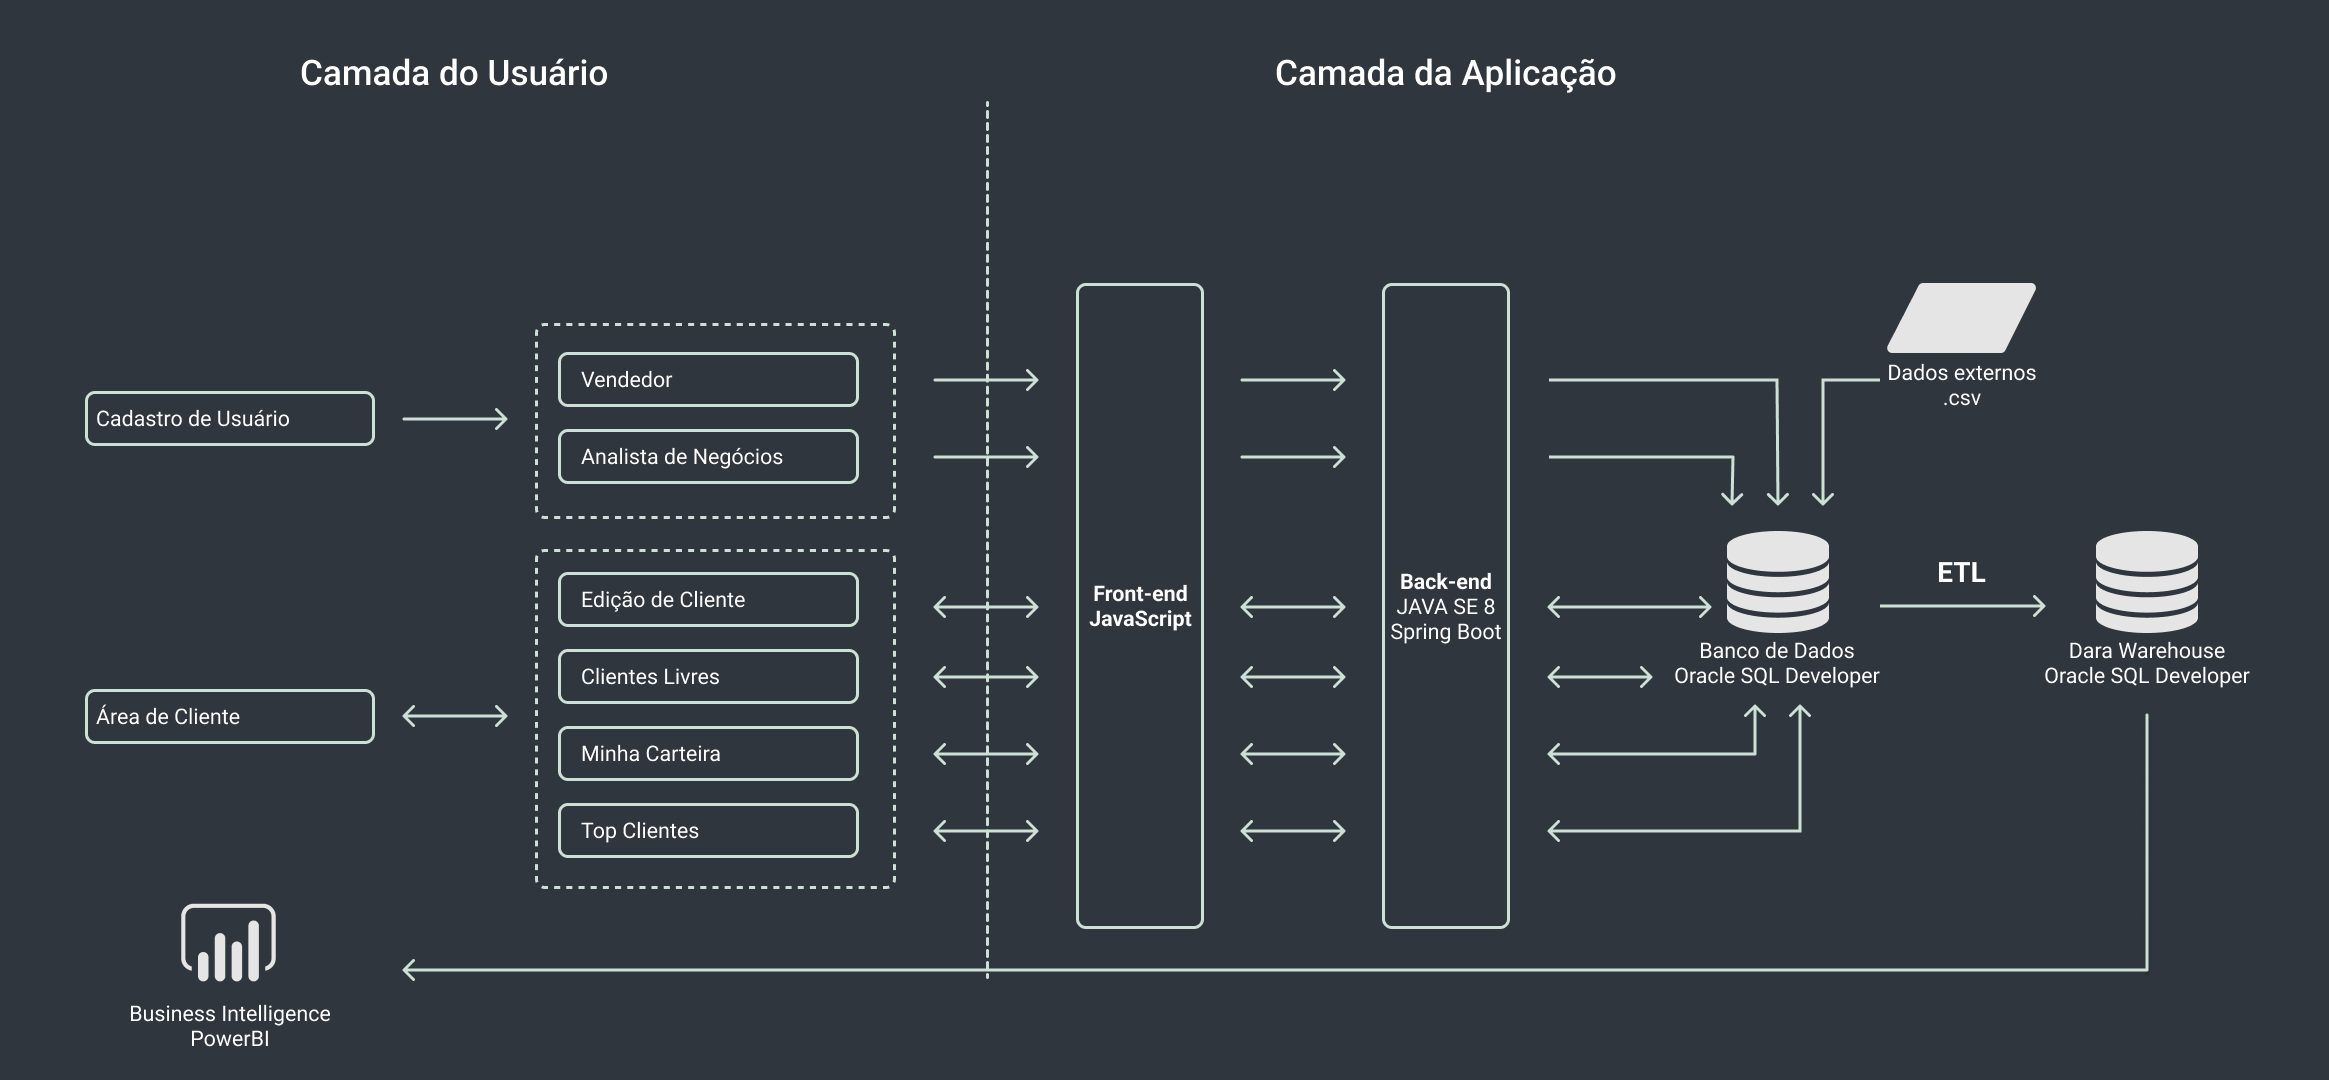 Camada do Usuário
Camada da Aplicação
Cadastro de Usuário
Vendedor
Analista de Negócios
Área de Cliente
Edição de Cliente
Clientes Livres
Minha Carteira
Top Clientes
Business Intelligence
PowerBI
Front-end
JavaScript
Back-end
JAVA SE 8
Spring Boot
Dados externos
.csv
Banco de Dados
Oracle SQL Developer
ETL
Dara Warehouse
Oracle SQL Developer